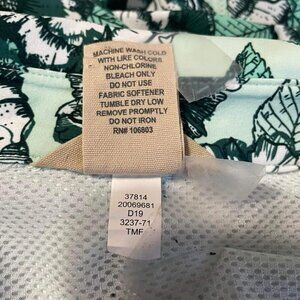 MACHINE WASH COLD
WITH LIKE COLORS
NON-CHLORINE
BLEACH ONLY
DO NOT USE
FABRIC SOFTENER
TUMBLE DRY LOW
REMOVE PROMPTLY
DO NOT IRON
RN# 106803
37814
20069681
D19
3237-71
TMF